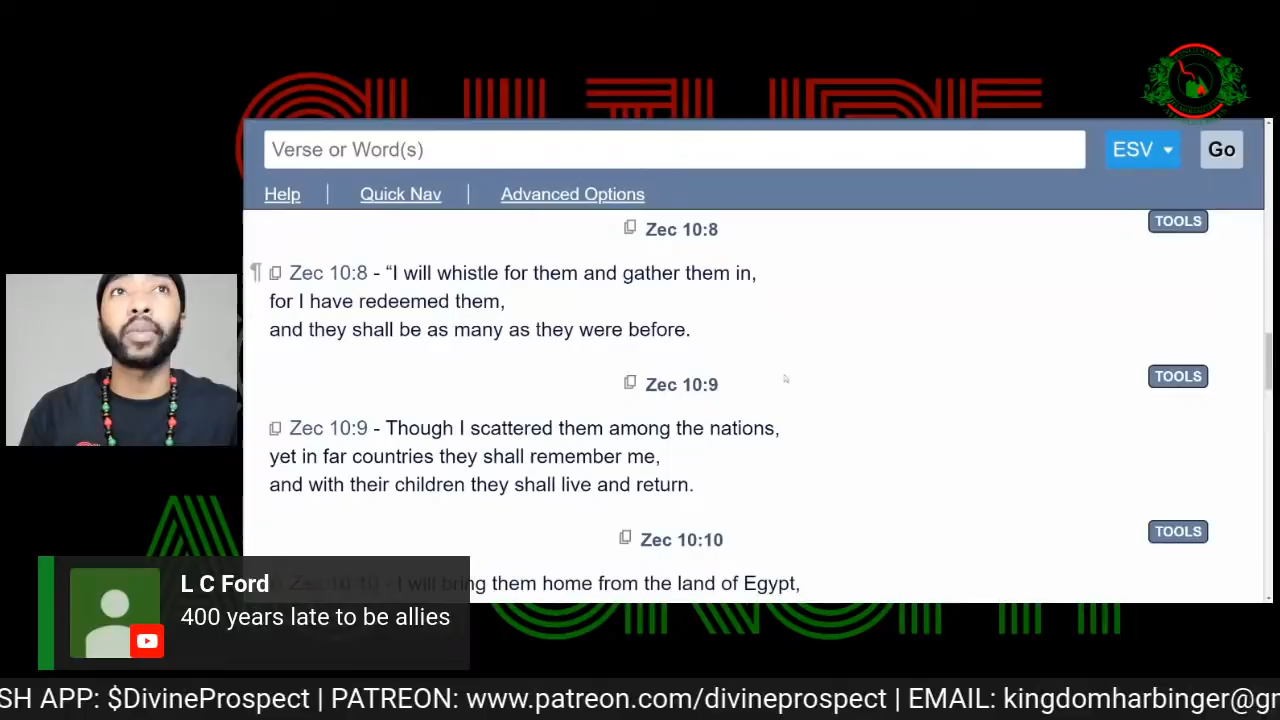 Verse or Word(s)
ESV
Go
Help
Quick Nav
Advanced Options
Zec 10:8
TOOLS
¶ Zec 10:8 - “I will whistle for them and gather them in,
for I have redeemed them,
and they shall be as many as they were before.
Zec 10:9
TOOLS
Zec 10:9 - Though I scattered them among the nations,
yet in far countries they shall remember me,
and with their children they shall live and return.
Zec 10:10
TOOLS
Zec 10:10 - I will bring them home from the land of Egypt,
L C Ford
400 years late to be allies
SH APP: $DivineProspect | PATREON: www.patreon.com/divineprospect | EMAIL: kingdomharbinger@g